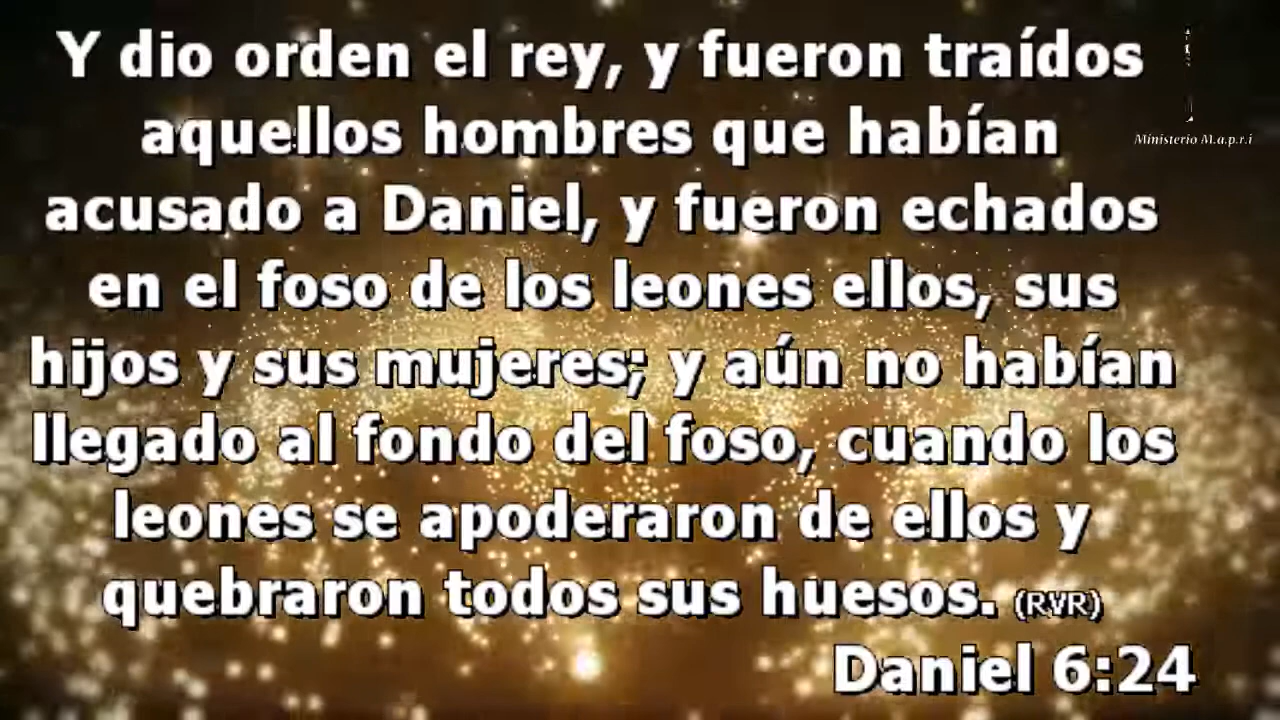 Y dio orden el rey, y fueron traídos
aquellos hombres que habían
acusado a Daniel, y fueron echados
en el foso de los leones ellos, sus
hijos y sus mujeres; y aún no habían
llegado al fondo del foso, cuando los
leones se apoderaron de ellos y
quebraron todos sus huesos. (RVR)
Daniel 6:24
Ministerio M.a.p.r.i